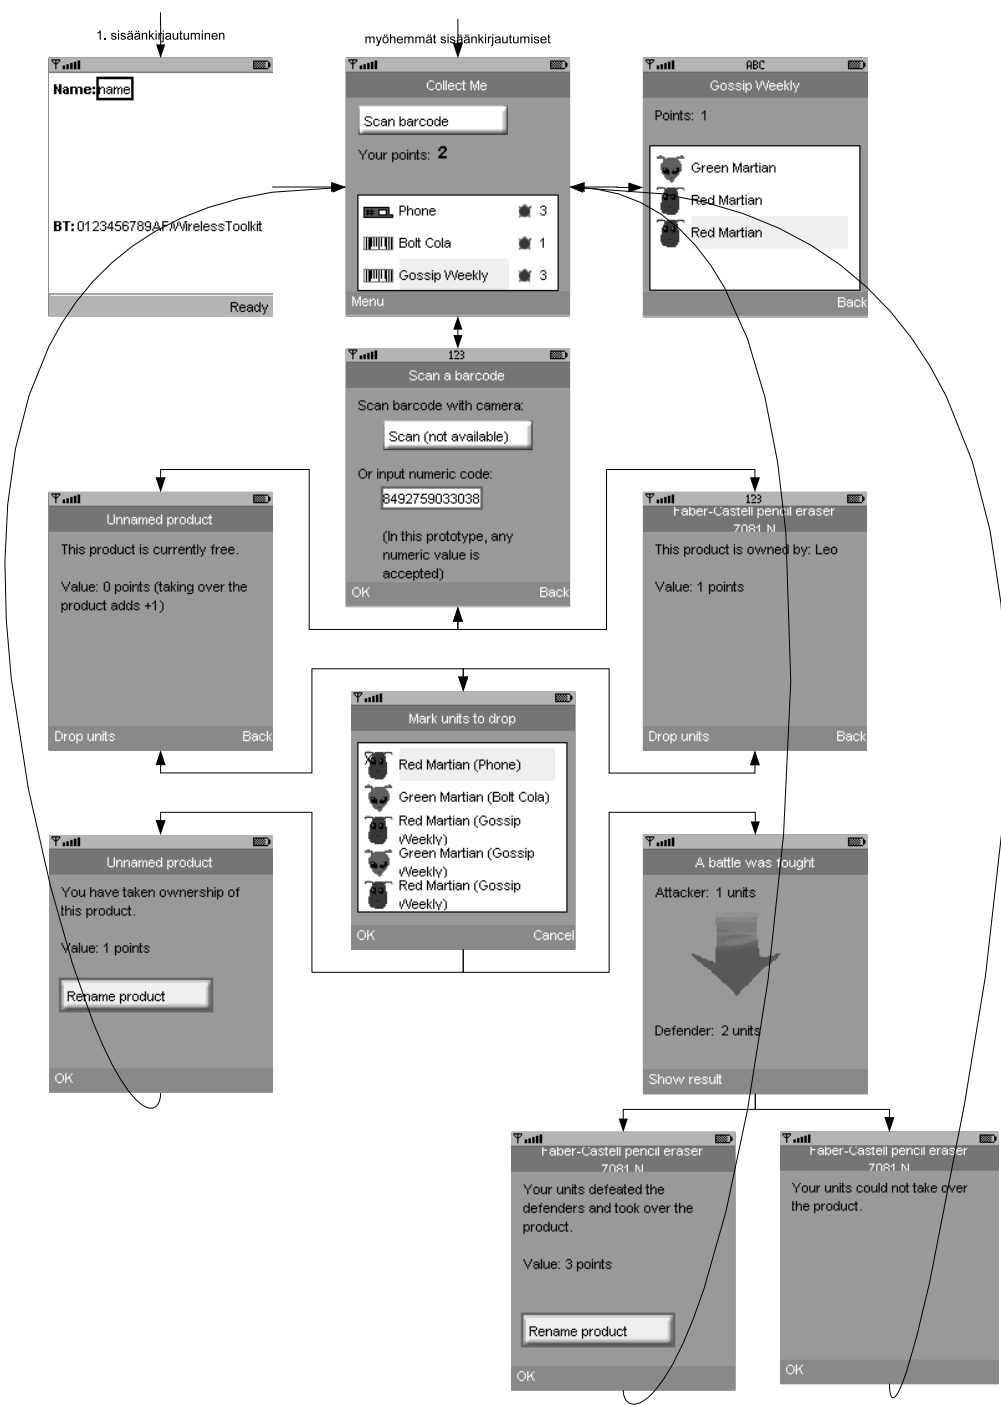 1. sisäänkirjautuminen
Name: name
BT: 0123456789AF/WirelessToolkit
Ready
myöhemmät sisäänkirjautumiset
Collect Me
Scan barcode
Your points: 2
Phone 3
Bolt Cola 1
Gossip Weekly 3
Menu
ABC
Gossip Weekly
Points: 1
Green Martian
Red Martian
Red Martian
Back
123
Scan a barcode
Scan barcode with camera:
Scan (not available)
Or input numeric code:
8492759033038
(In this prototype, any
numeric value is
accepted)
OK Back
Unnamed product
This product is currently free.
Value: 0 points (taking over the
product adds +1)
Drop units Back
123
Faber-Castell pencil eraser
7081 N
This product is owned by: Leo
Value: 1 points
Drop units Back
Mark units to drop
Red Martian (Phone)
Green Martian (Bolt Cola)
Red Martian (Gossip
Weekly)
Green Martian (Gossip
Weekly)
Red Martian (Gossip
Weekly)
OK Cancel
Unnamed product
You have taken ownership of
this product.
Value: 1 points
Rename product
OK
A battle was fought
Attacker: 1 units
Defender: 2 units
Show result
Faber-Castell pencil eraser
7081 N
Your units defeated the
defenders and took over the
product.
Value: 3 points
Rename product
OK
Faber-Castell pencil eraser
7081 N
Your units could not take over
the product.
OK